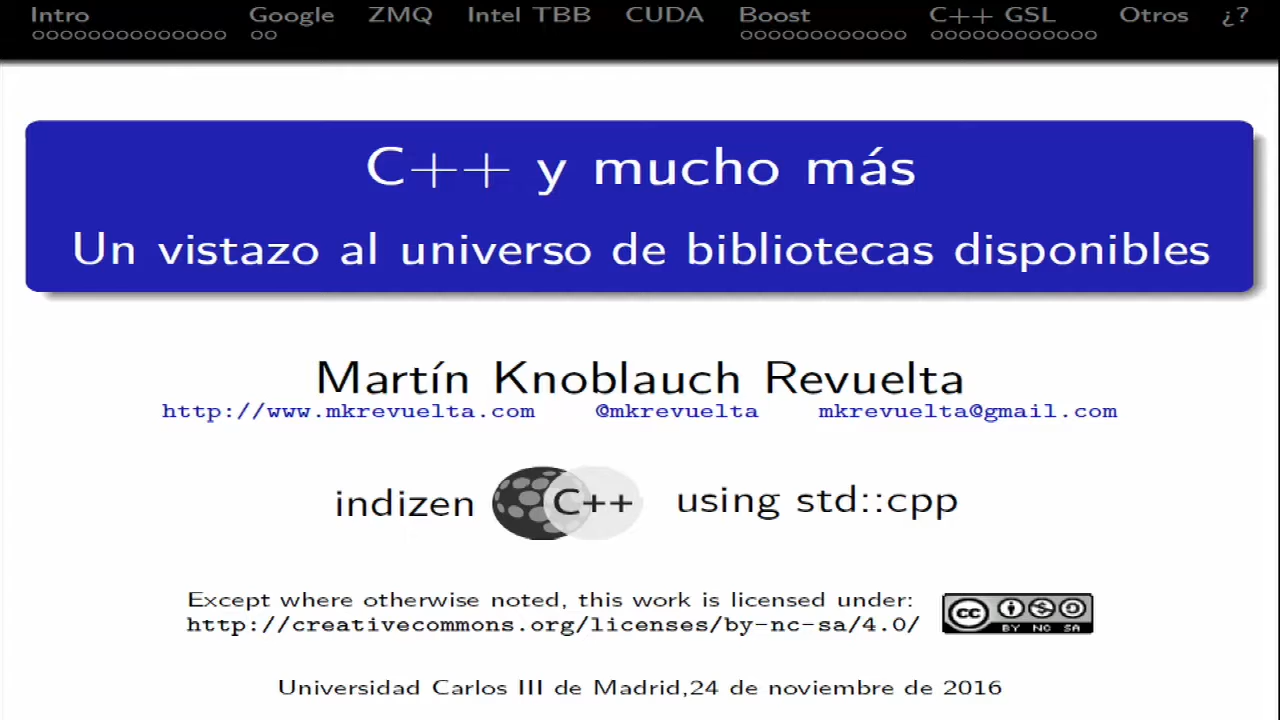 Intro Google ZMQ Intel TBB CUDA Boost C++ GSL Otros ¿?
C++ y mucho más
Un vistazo al universo de bibliotecas disponibles
Martín Knoblauch Revuelta
http://www.mkrevuelta.com @mkrevuelta mkrevuelta@gmail.com
indizen C++ using std::cpp
Except where otherwise noted, this work is licensed under:
http://creativecommons.org/licenses/by-nc-sa/4.0/
cc BY NC SA
Universidad Carlos III de Madrid,24 de noviembre de 2016